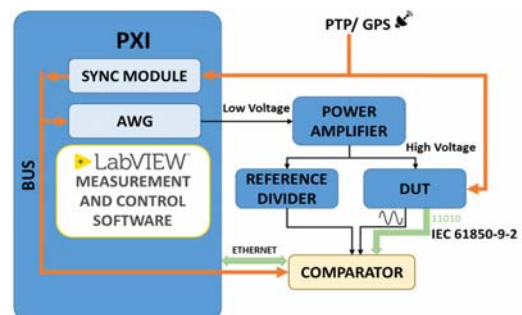 PXI
PTP/ GPS
SYNC MODULE
AWG
Low Voltage
POWER
AMPLIFIER
High Voltage
BUS
LabVIEW™
MEASUREMENT
AND CONTROL
SOFTWARE
REFERENCE
DIVIDER
DUT
11010
IEC 61850-9-2
ETHERNET
COMPARATOR